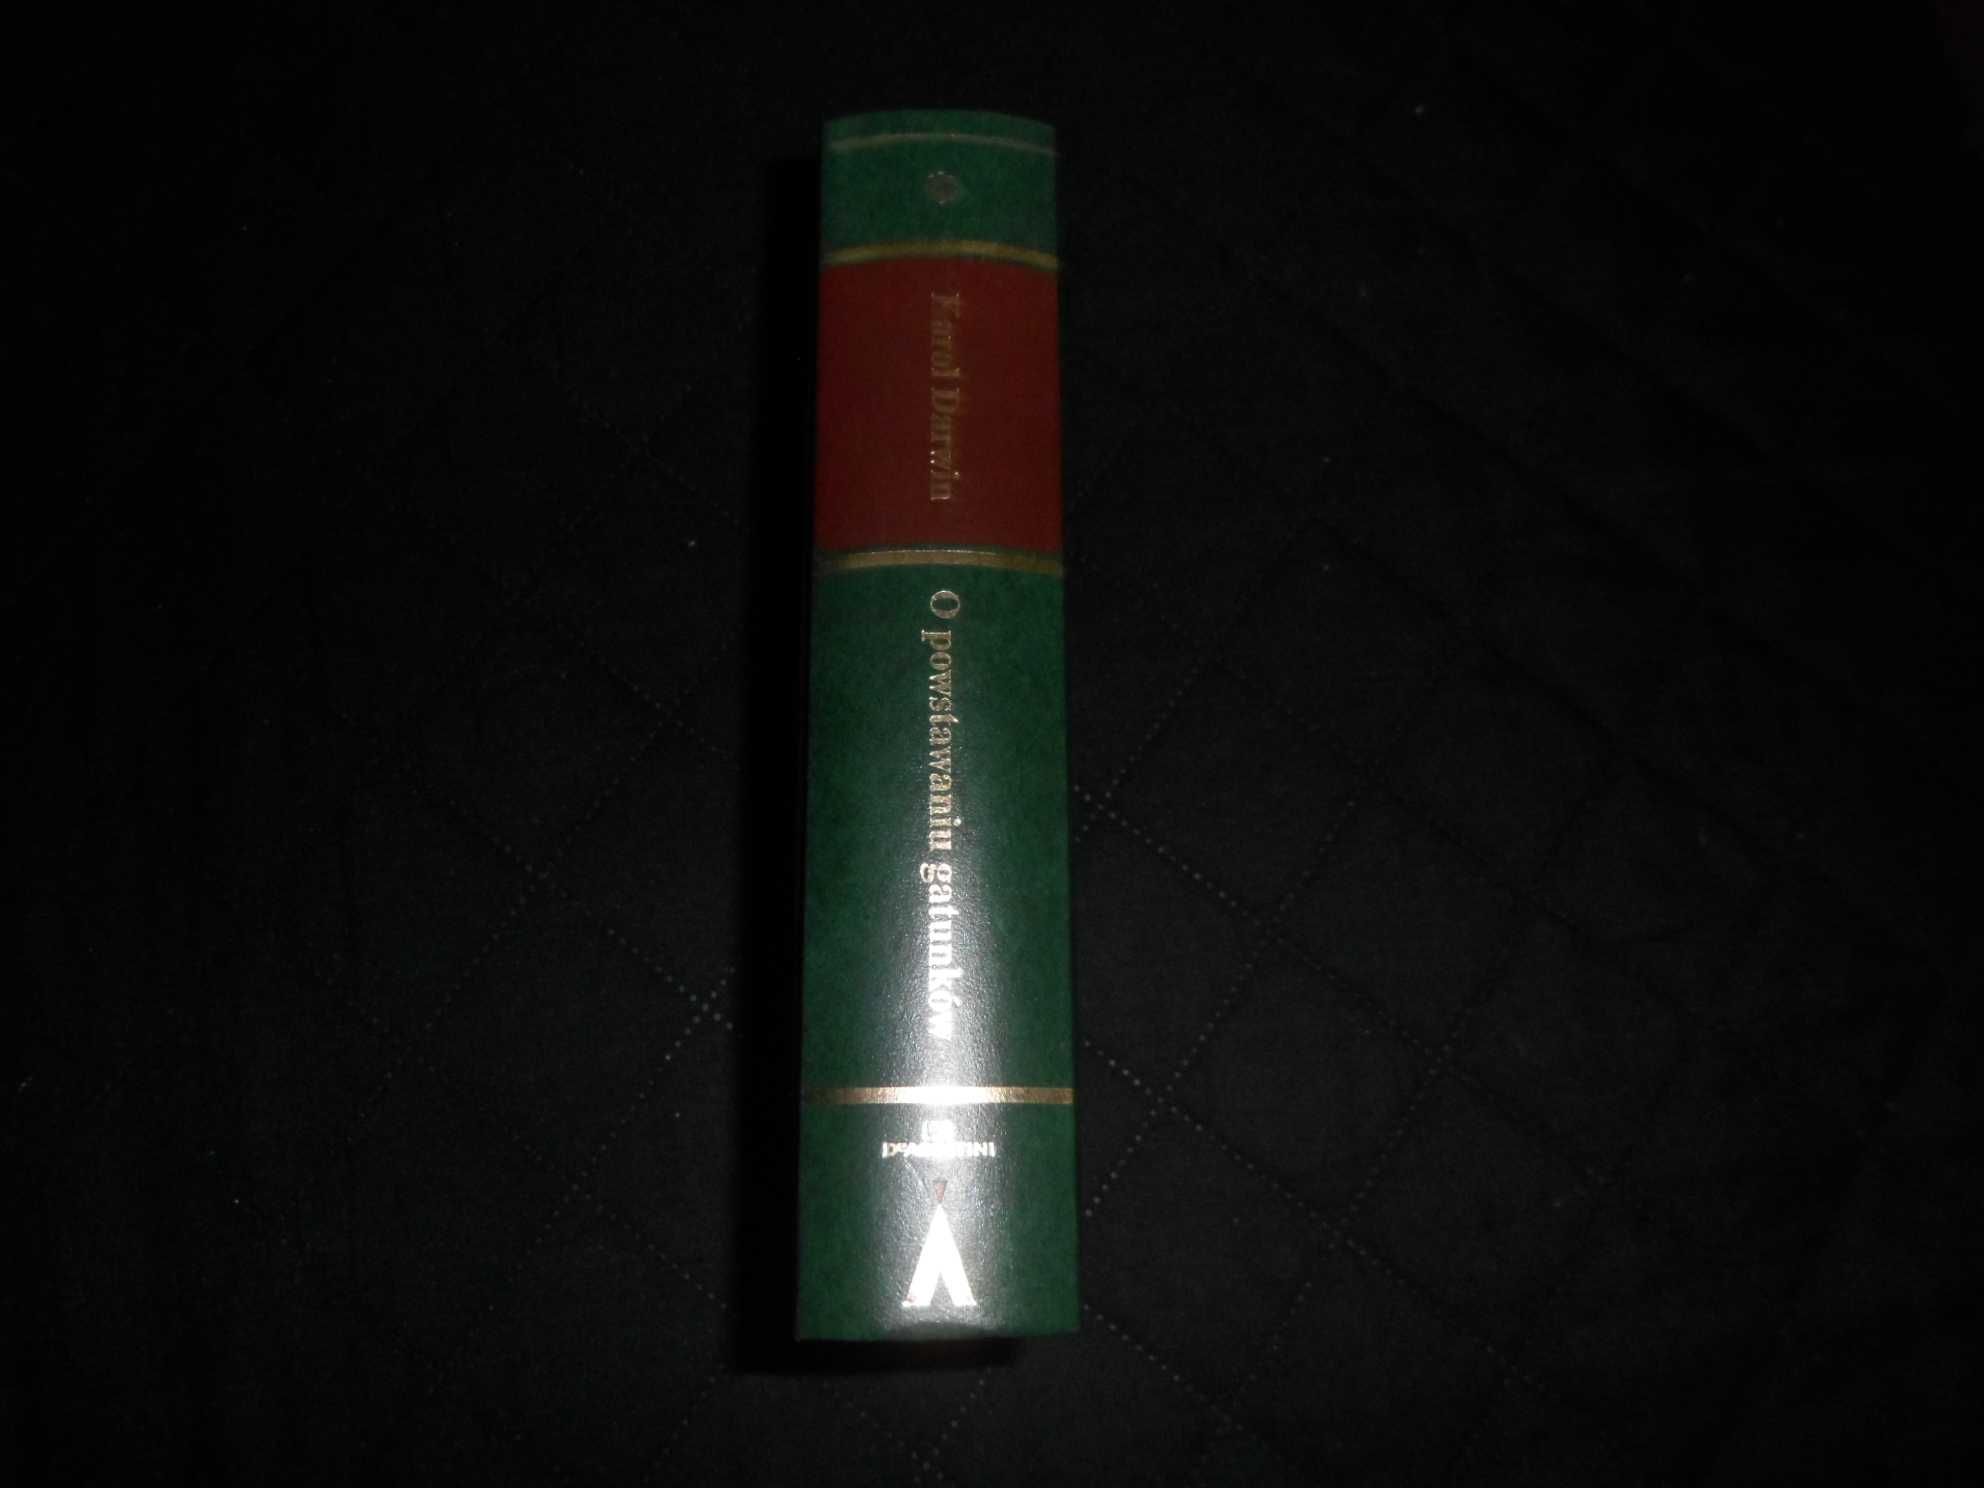 Karol Darwin
O powstawaniu gatunków